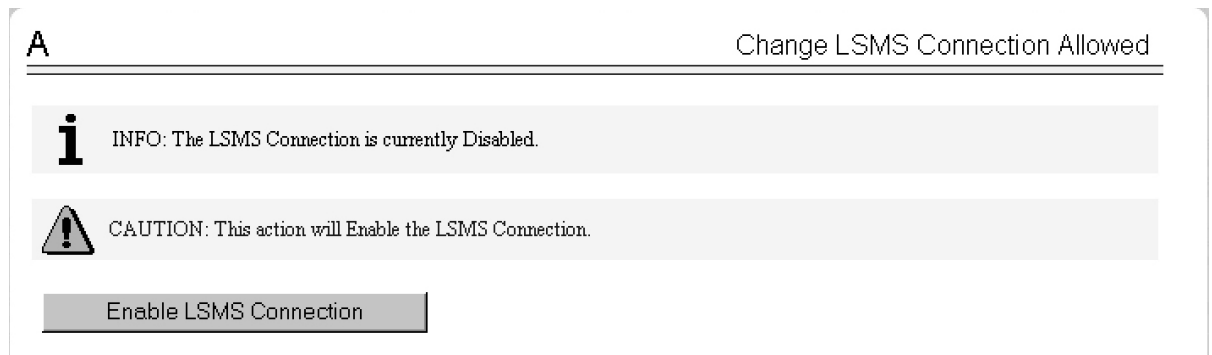 A
Change LSMS Connection Allowed
INFO: The LSMS Connection is currently Disabled.
CAUTION: This action will Enable the LSMS Connection.
Enable LSMS Connection